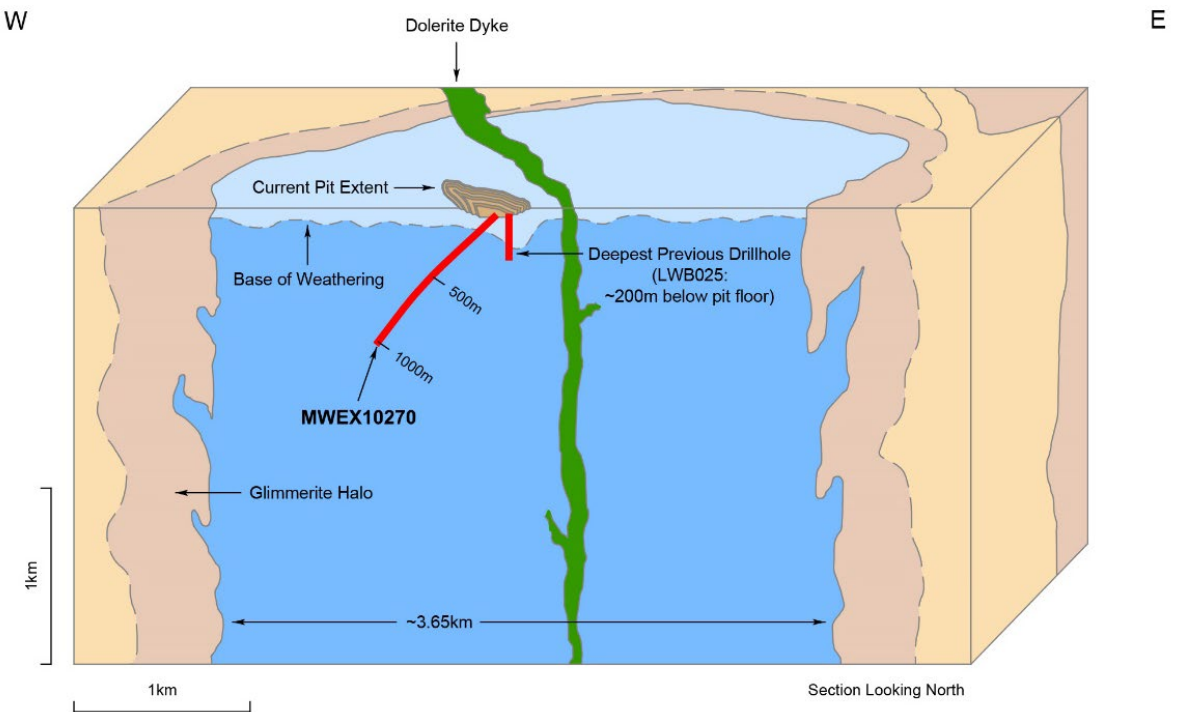 W
E
Dolerite Dyke
Current Pit Extent
Base of Weathering
Deepest Previous Drillhole
(LWB025:
~200m below pit floor)
500m
1000m
MWEX10270
Glimmerite Halo
1km
~3.65km
1km
Section Looking North